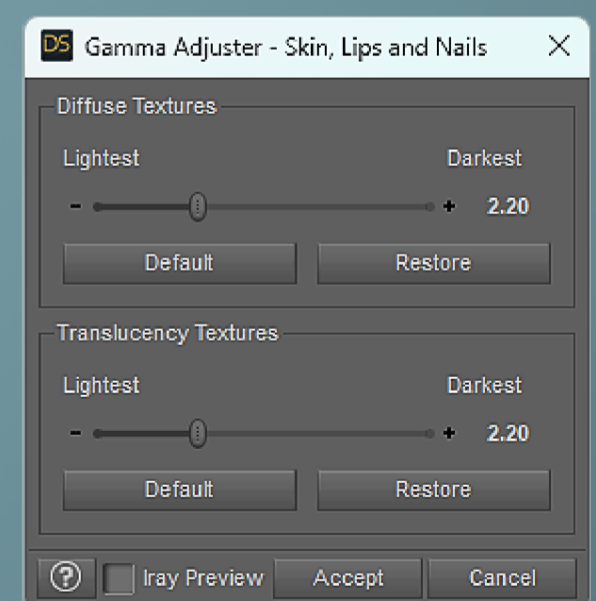 DS Gamma Adjuster - Skin, Lips and Nails
Diffuse Textures
Lightest Darkest
- + 2.20
Default Restore
Translucency Textures
Lightest Darkest
- + 2.20
Default Restore
? Iray Preview Accept Cancel